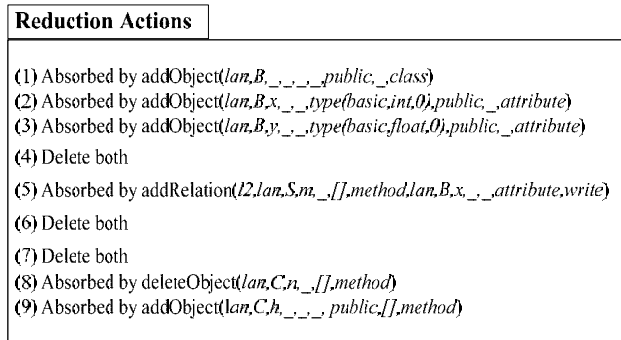 Reduction Actions
(1) Absorbed by addObject(lan,B,_,_,_,_,public,_,class)
(2) Absorbed by addObject(lan,B,x,_,_,type(basic,int,0),public,_,attribute)
(3) Absorbed by addObject(lan,B,y,_,_,type(basic,float,0),public,_,attribute)
(4) Delete both
(5) Absorbed by addRelation(l2,lan,S,m,_,[],method,lan,B,x,_,_,attribute,write)
(6) Delete both
(7) Delete both
(8) Absorbed by deleteObject(lan,C,n,_,[],method)
(9) Absorbed by addObject(lan,C,h,_,_,_, public,[],method)